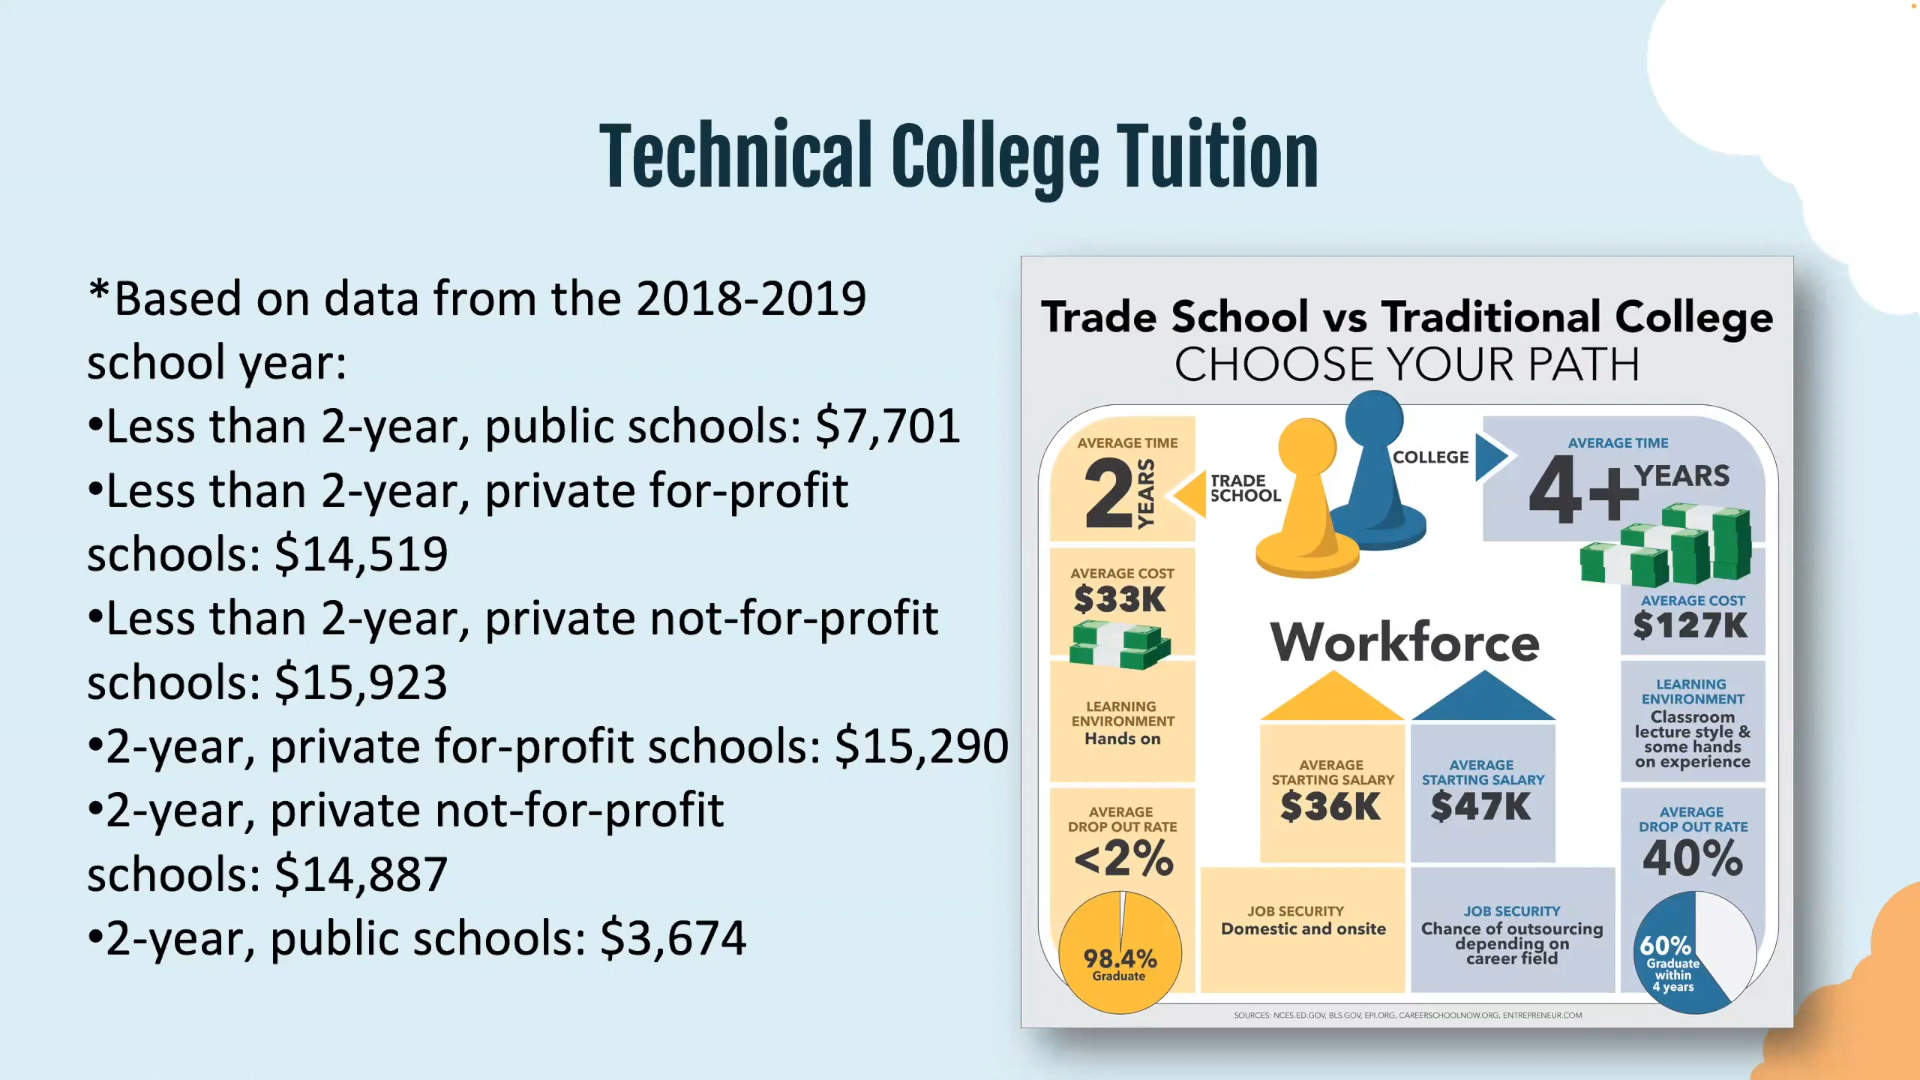 Technical College Tuition
*Based on data from the 2018-2019
school year:
•Less than 2-year, public schools: $7,701
•Less than 2-year, private for-profit
schools: $14,519
•Less than 2-year, private not-for-profit
schools: $15,923
•2-year, private for-profit schools: $15,290
•2-year, private not-for-profit
schools: $14,887
•2-year, public schools: $3,674
Trade School vs Traditional College
CHOOSE YOUR PATH
AVERAGE TIME
2 YEARS
TRADE
SCHOOL
COLLEGE
AVERAGE TIME
4+ YEARS
AVERAGE COST
$33K
LEARNING
ENVIRONMENT
Hands on
AVERAGE
DROP OUT RATE
<2%
98.4%
Graduate
Workforce
AVERAGE
STARTING SALARY
$36K
AVERAGE
STARTING SALARY
$47K
JOB SECURITY
Domestic and onsite
JOB SECURITY
Chance of outsourcing
depending on
career field
AVERAGE COST
$127K
LEARNING
ENVIRONMENT
Classroom
lecture style &
some hands
on experience
AVERAGE
DROP OUT RATE
40%
60%
Graduate
within
4 years
SOURCES: NCES.ED.GOV, BLS.GOV, EPI.ORG, CAREERSCHOOLNOW.ORG, ENTREPRENEUR.COM